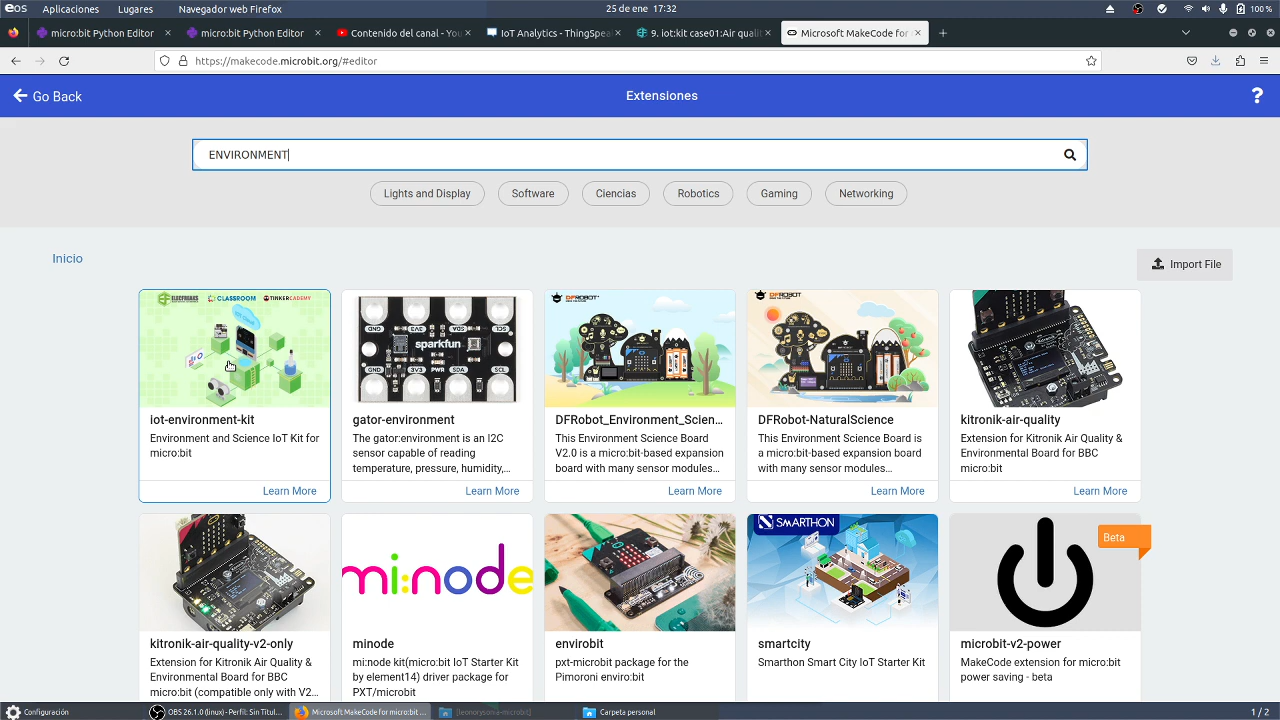 eos Aplicaciones Lugares Navegador web Firefox 25 de ene 17:32 100 %
micro:bit Python Editor micro:bit Python Editor Contenido del canal - You IoT Analytics - ThingSpea 9. iot:kit case01:Air quali Microsoft MakeCode for
https://makecode.microbit.org/#editor
Go Back Extensiones ?
ENVIRONMENT
Lights and Display Software Ciencias Robotics Gaming Networking
Inicio Import File
ELECFREAKS CLASSROOM TINKERCADEMY
iot-environment-kit
Environment and Science IoT Kit for
micro:bit
Learn More
GND 3V3 SDA SCL
sparkfun
PWR
GND 3V3 SDA SCL
gator-environment
The gator:environment is an I2C
sensor capable of reading
temperature, pressure, humidity,...
Learn More
DFROBOT
DFRobot_Environment_Scien...
This Environment Science Board
V2.0 is a micro:bit-based expansion
board with many sensor modules...
Learn More
DFROBOT
DFRobot-NaturalScience
This Environment Science Board is
a micro:bit-based expansion board
with many sensor modules...
Learn More
kitronik-air-quality
Extension for Kitronik Air Quality &
Environmental Board for BBC
micro:bit
Learn More
kitronik-air-quality-v2-only
Extension for Kitronik Air Quality &
Environmental Board for BBC
micro:bit (compatible only with V2...
mi:node
minode
mi:node kit(micro:bit IoT Starter Kit
by element14) driver package for
PXT/microbit
envirobit
pxt-microbit package for the
Pimoroni enviro:bit
SMARTHON
smartcity
Smarthon Smart City IoT Starter Kit
Beta
microbit-v2-power
MakeCode extension for micro:bit
power saving - beta
Configuración OBS 26.1.0 (linux) - Perfil: Sin Títul... Microsoft MakeCode for micro:bit ... [leonorysonia-microbit] Carpeta personal 1 / 2